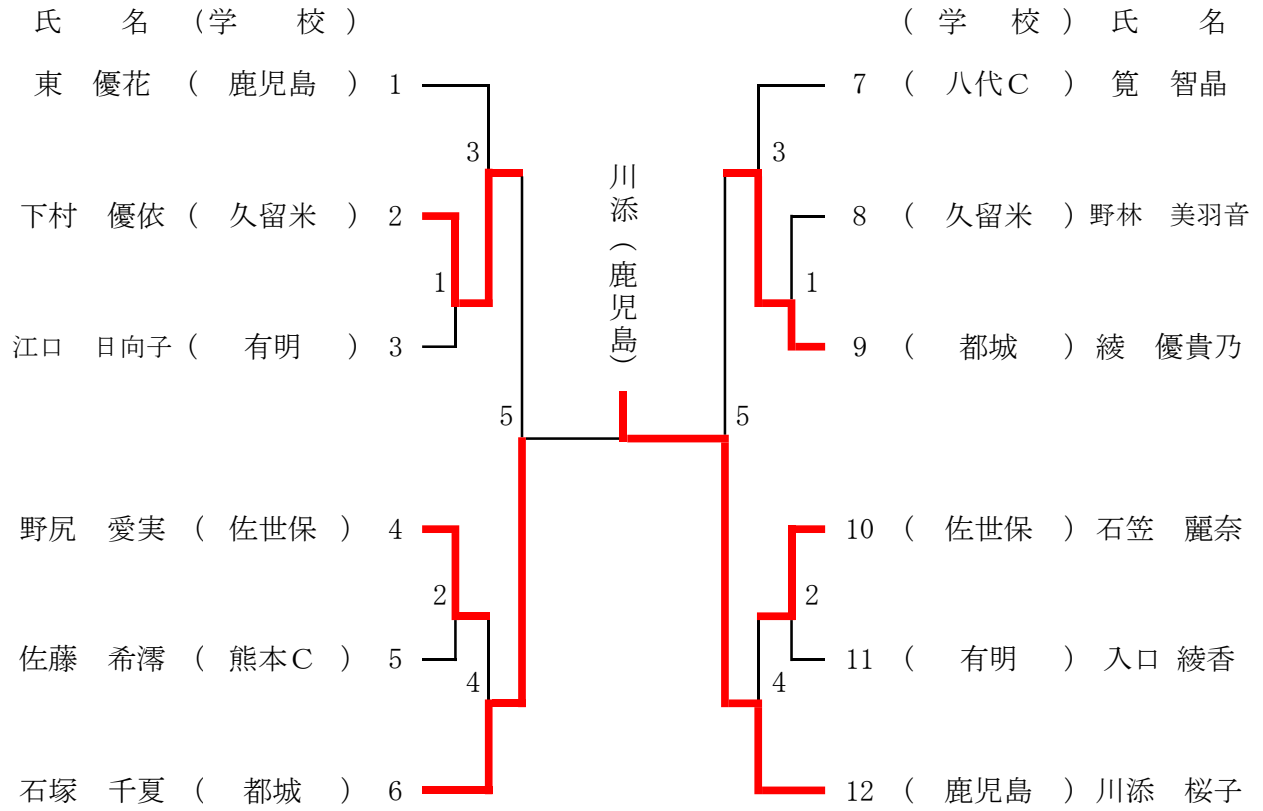 氏 名 (学 校)
東 優花 ( 鹿児島 ) 1
3
下村 優依 ( 久留米 ) 2
1
江口 日向子 ( 有明 ) 3
5
野尻 愛実 ( 佐世保 ) 4
2
佐藤 希澪 ( 熊本C ) 5
4
石塚 千夏 ( 都城 ) 6
川添(鹿児島)
( 学 校 ) 氏 名
7 ( 八代C ) 筧 智晶
3
8 ( 久留米 ) 野林 美羽音
1
9 ( 都城 ) 綾 優貴乃
5
10 ( 佐世保 ) 石笠 麗奈
2
11 ( 有明 ) 入口 綾香
4
12 ( 鹿児島 ) 川添 桜子